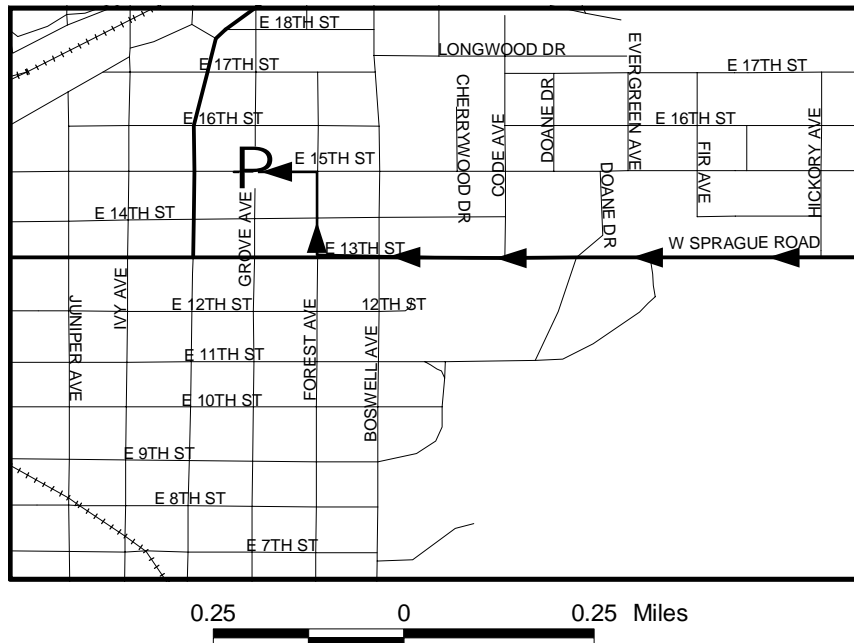 E 18TH ST
LONGWOOD DR
E 17TH ST
E 17TH ST
EVERGREEN AVE
CHERRYWOOD DR
CODE AVE
DOANE DR
E 16TH ST
E 16TH ST
FIR AVE
HICKORY AVE
P
E 15TH ST
DOANE DR
E 14TH ST
GROVE AVE
E 13TH ST
W SPRAGUE ROAD
IVY AVE
JUNIPER AVE
E 12TH ST
12TH ST
FOREST AVE
BOSWELL AVE
E 11TH ST
E 10TH ST
E 9TH ST
E 8TH ST
E 7TH ST
0.25 0 0.25 Miles